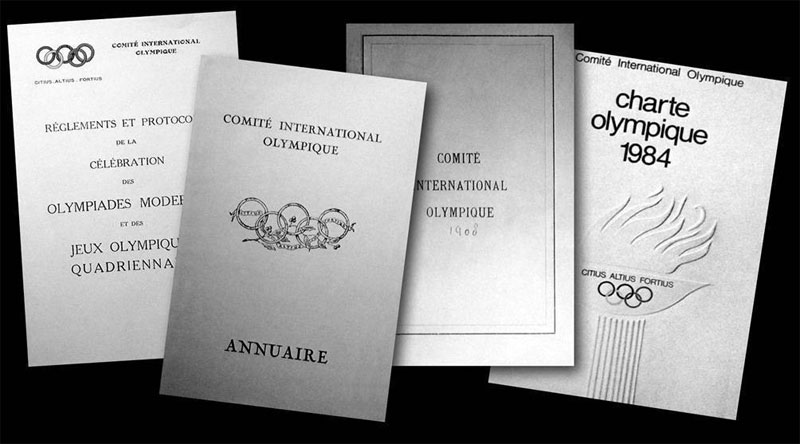 COMITÉ INTERNATIONAL
OLYMPIQUE
CITIUS . ALTIUS . FORTIUS
RÈGLEMENTS ET PROTOCO
DE LA
CÉLÉBRATION
DES
OLYMPIADES MODER
ET DES
JEUX OLYMPIQU
QUADRIENNA
COMITÉ INTERNATIONAL
OLYMPIQUE
ANNUAIRE
COMITÉ
INTERNATIONAL
OLYMPIQUE
1908
Comité International Olympique
charte
olympique
1984
CITIUS ALTIUS FORTIUS